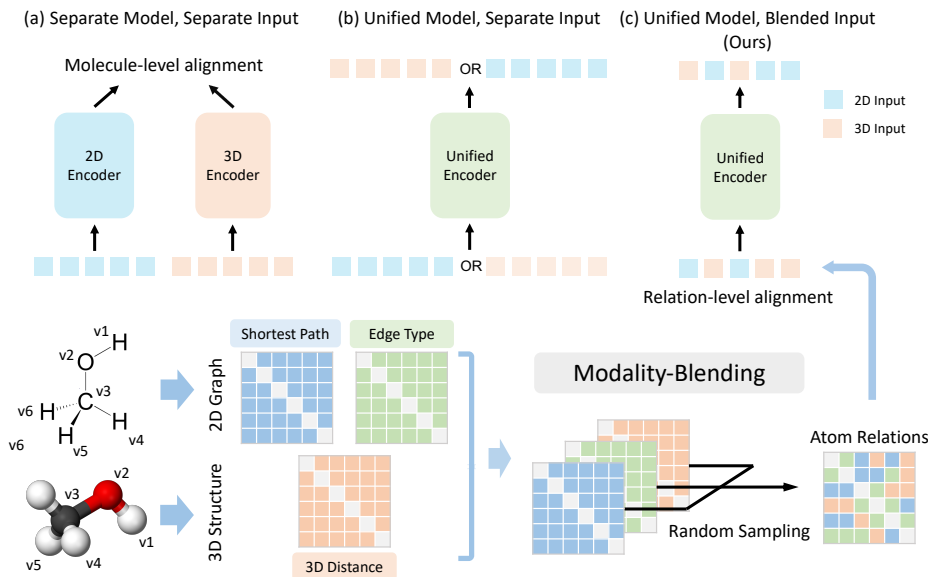 (a) Separate Model, Separate Input
(b) Unified Model, Separate Input
(c) Unified Model, Blended Input
(Ours)
Molecule-level alignment
OR
2D Input
3D Input
2D
Encoder
3D
Encoder
Unified
Encoder
Unified
Encoder
OR
Relation-level alignment
v1
H
v2
O
v3
C
v6
H
H
H
v6
v5
v4
2D Graph
Shortest Path
Edge Type
Modality-Blending
Atom Relations
Random Sampling
v2
v3
v1
v5
v4
3D Structure
3D Distance